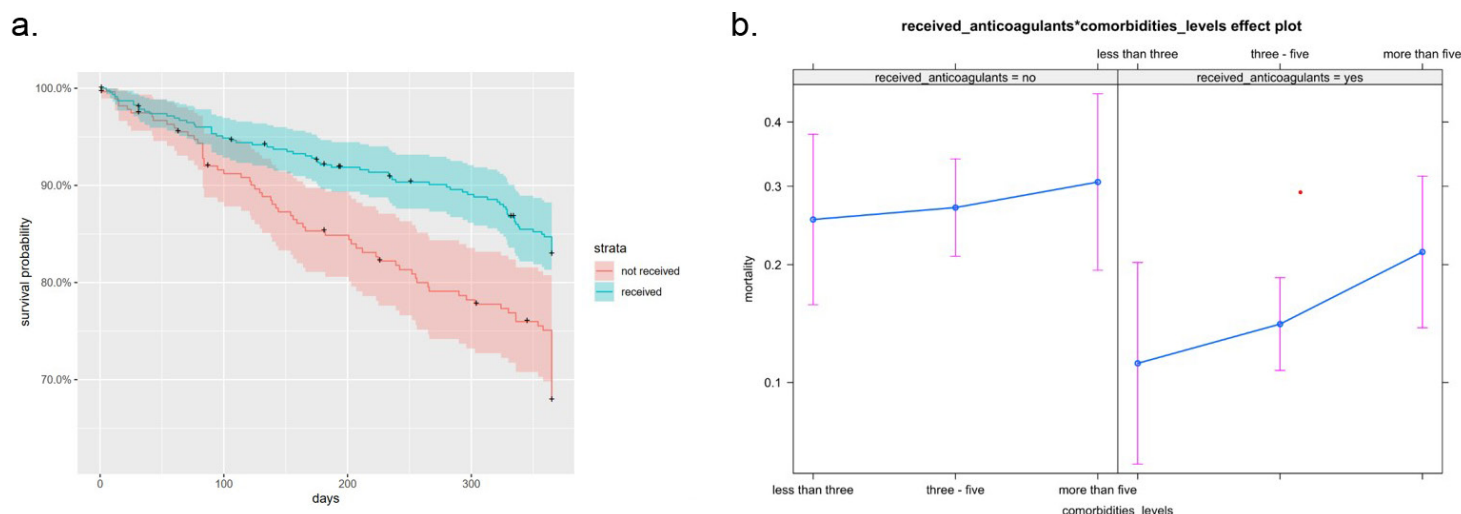 a.
100.0%
90.0%
80.0%
70.0%
survival probability
0
100
200
300
days
strata
not received
received
b.
received_anticoagulants*comorbidities_levels effect plot
less than three
three - five
more than five
received_anticoagulants = no
received_anticoagulants = yes
0.4
0.3
0.2
0.1
mortality
less than three
three - five
more than five
comorbidities_levels